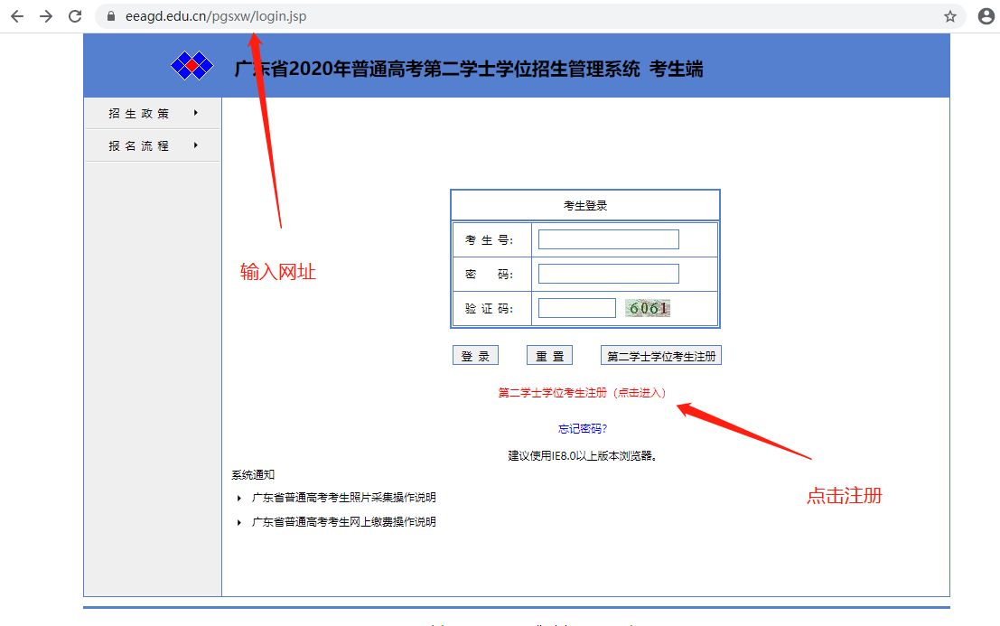 eeagd.edu.cn/pgsxw/login.jsp
广东省2020年普通高考第二学士学位招生管理系统 考生端
招 生 政 策
报 名 流 程
考生登录
考 生 号:
密 码:
验 证 码:
6061
登 录 重 置 第二学士学位考生注册
第二学士学位考生注册（点击进入）
忘记密码?
建议使用IE8.0以上版本浏览器。
系统通知
广东省普通高考考生照片采集操作说明
广东省普通高考考生网上缴费操作说明
输入网址
点击注册